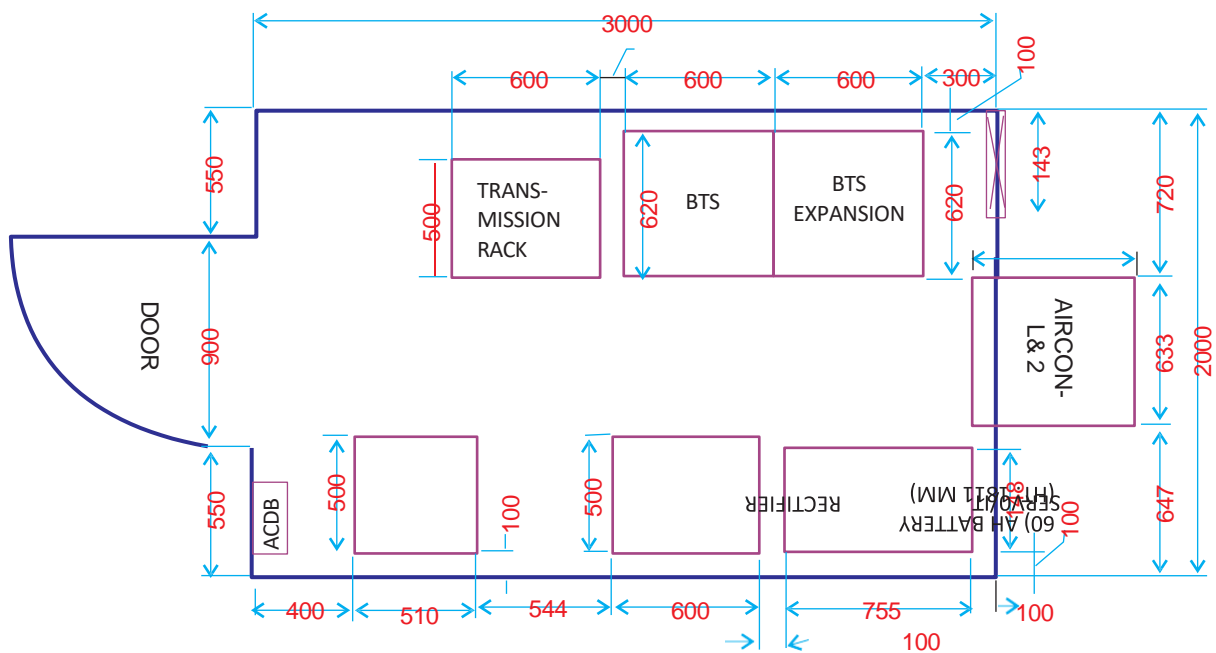 3000
600
600
600
300
100
550
500
TRANS-
MISSION
RACK
620
BTS
BTS
EXPANSION
620
143
720
DOOR
900
AIRCON-
L& 2
633
2000
550
ACDB
500
100
500
RECTIFIER
60) AH BATTERY
MM)
100
647
400
510
544
600
755
100
100